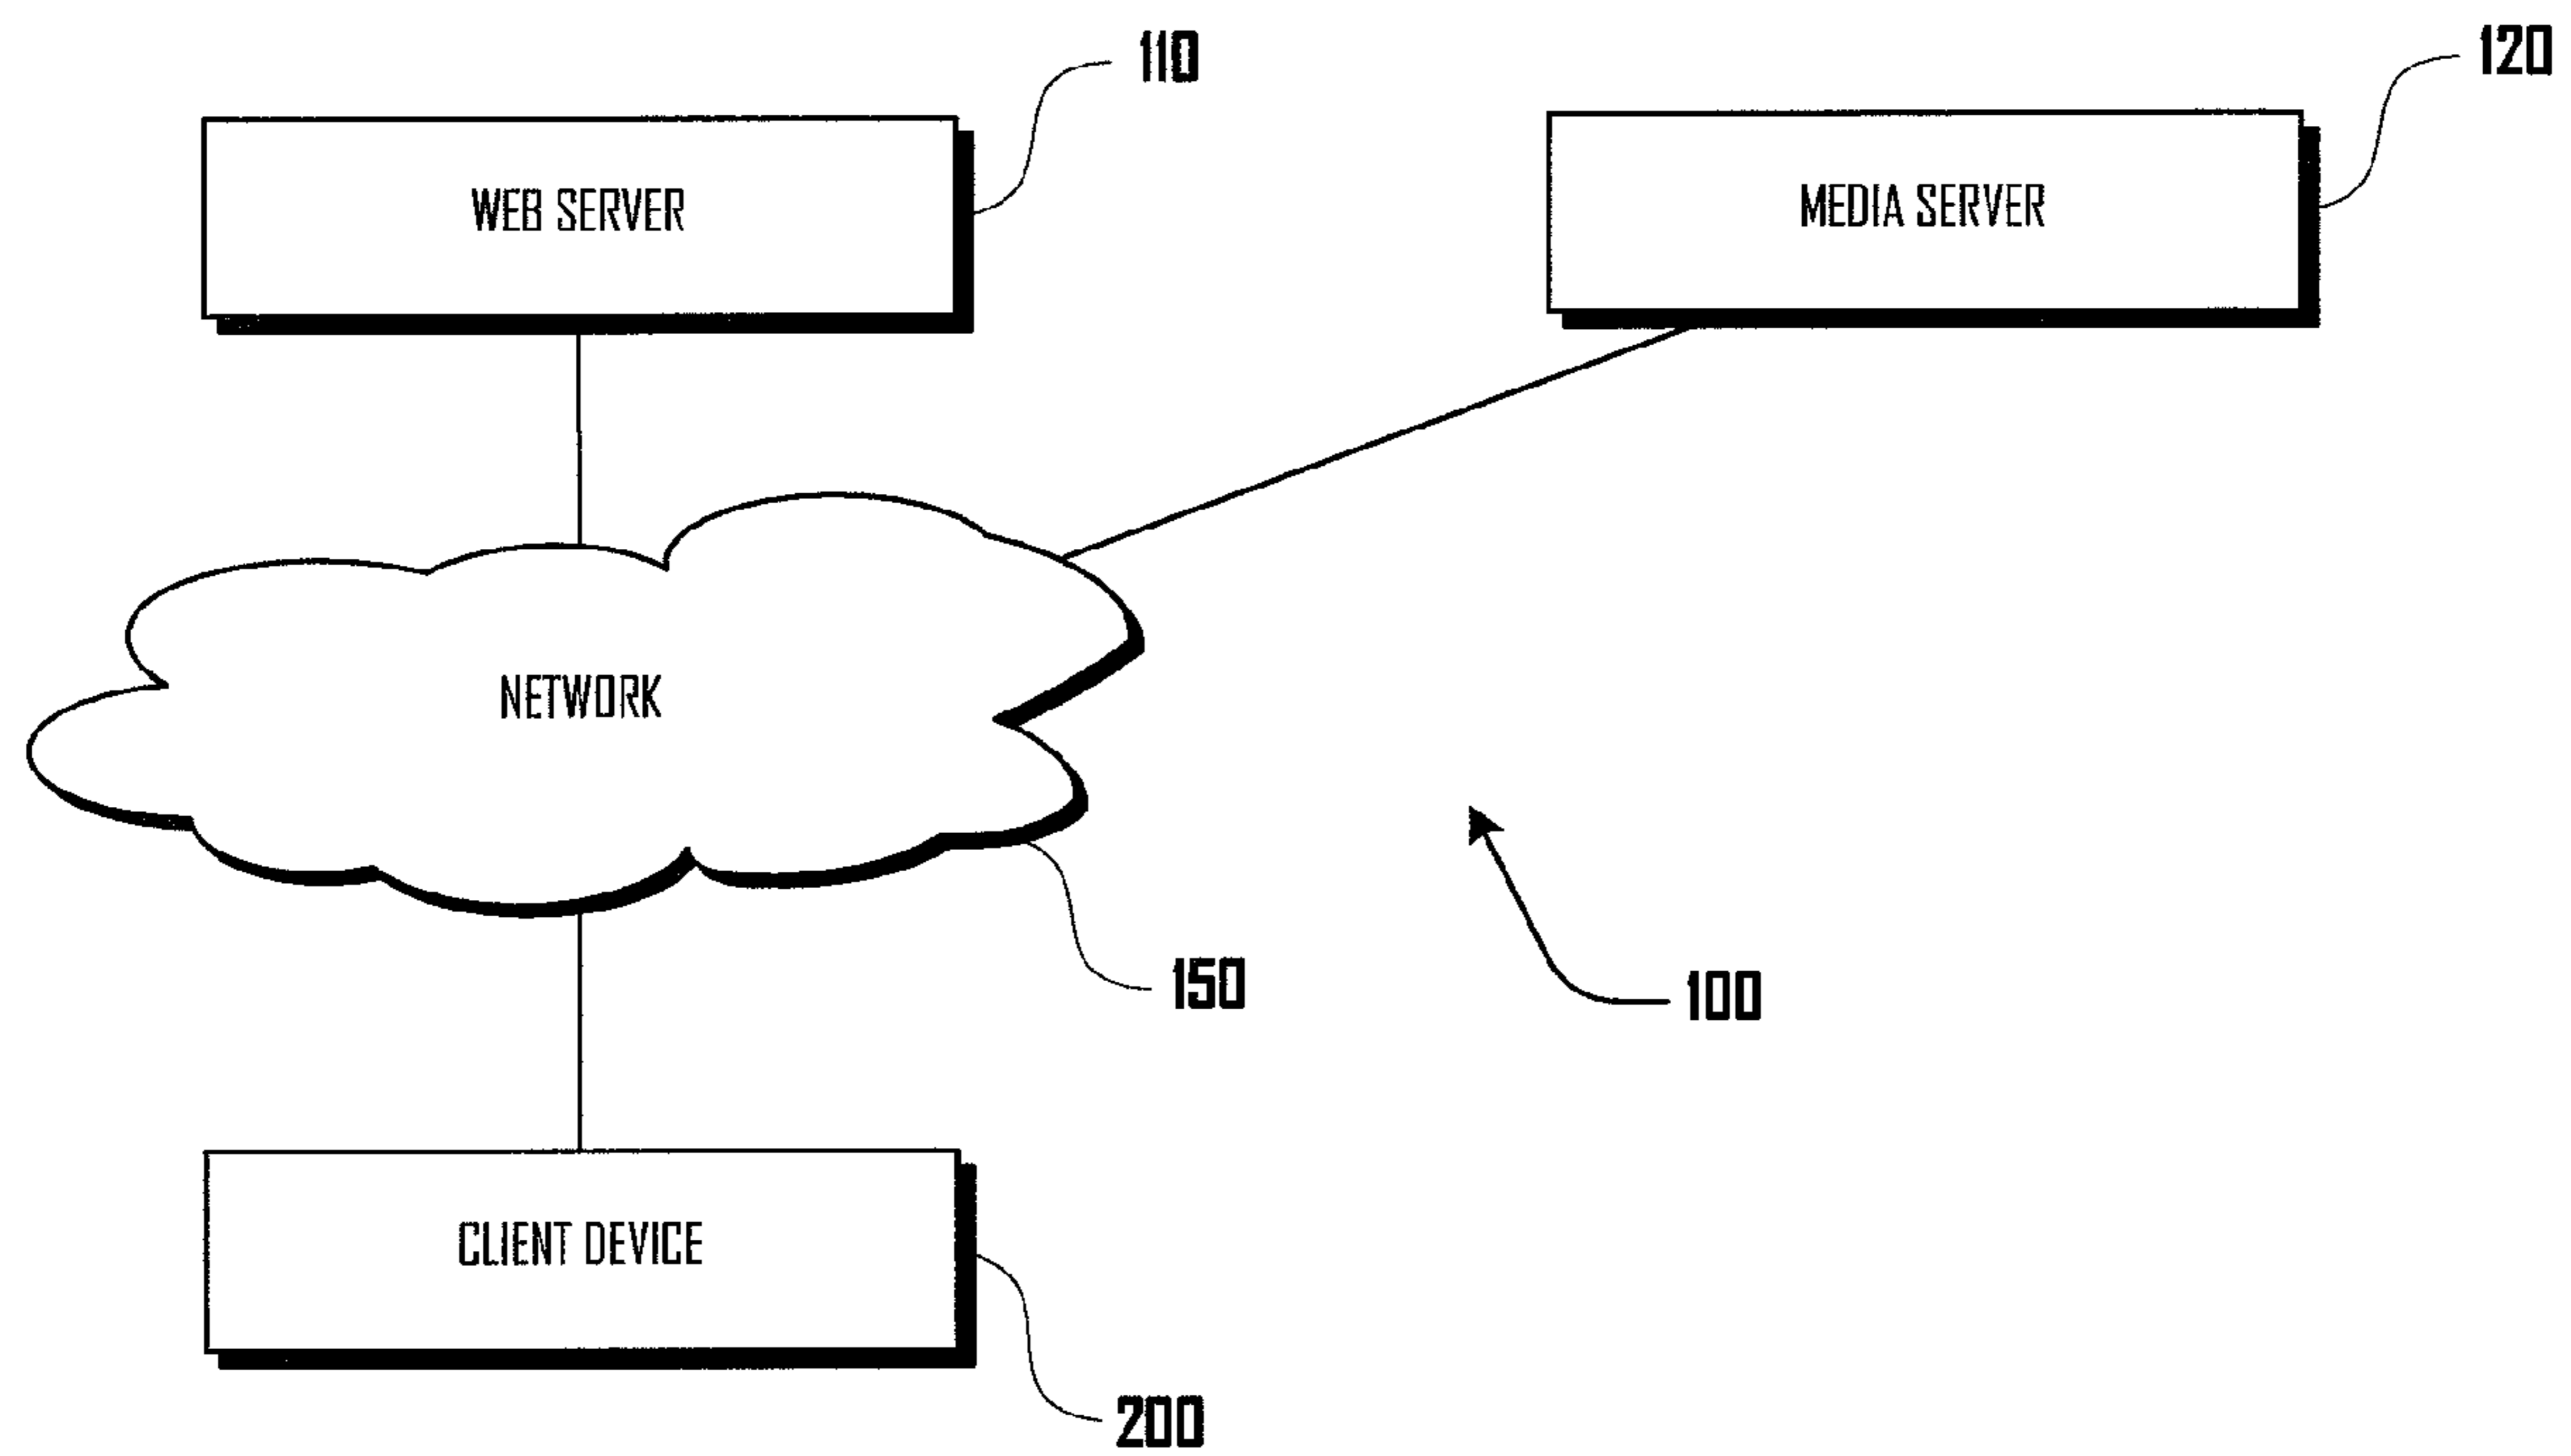 110
120
WEB SERVER
MEDIA SERVER
NETWORK
150
100
CLIENT DEVICE
200